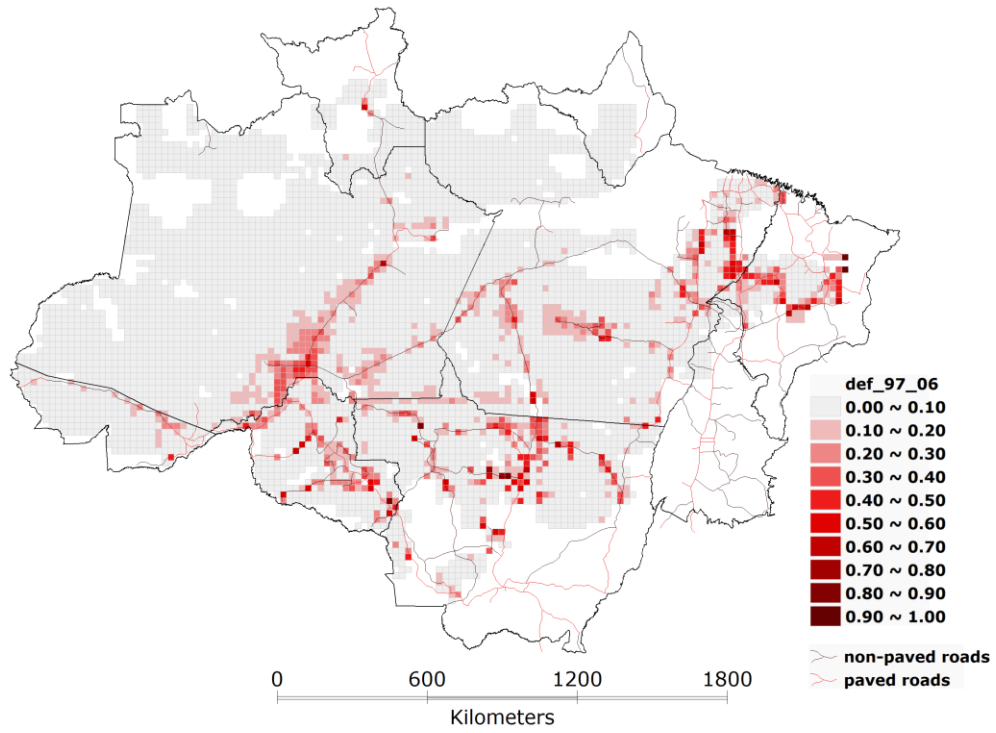 def_97_06
0.00 ~ 0.10
0.10 ~ 0.20
0.20 ~ 0.30
0.30 ~ 0.40
0.40 ~ 0.50
0.50 ~ 0.60
0.60 ~ 0.70
0.70 ~ 0.80
0.80 ~ 0.90
0.90 ~ 1.00
non-paved roads
paved roads
0 600 1200 1800
Kilometers